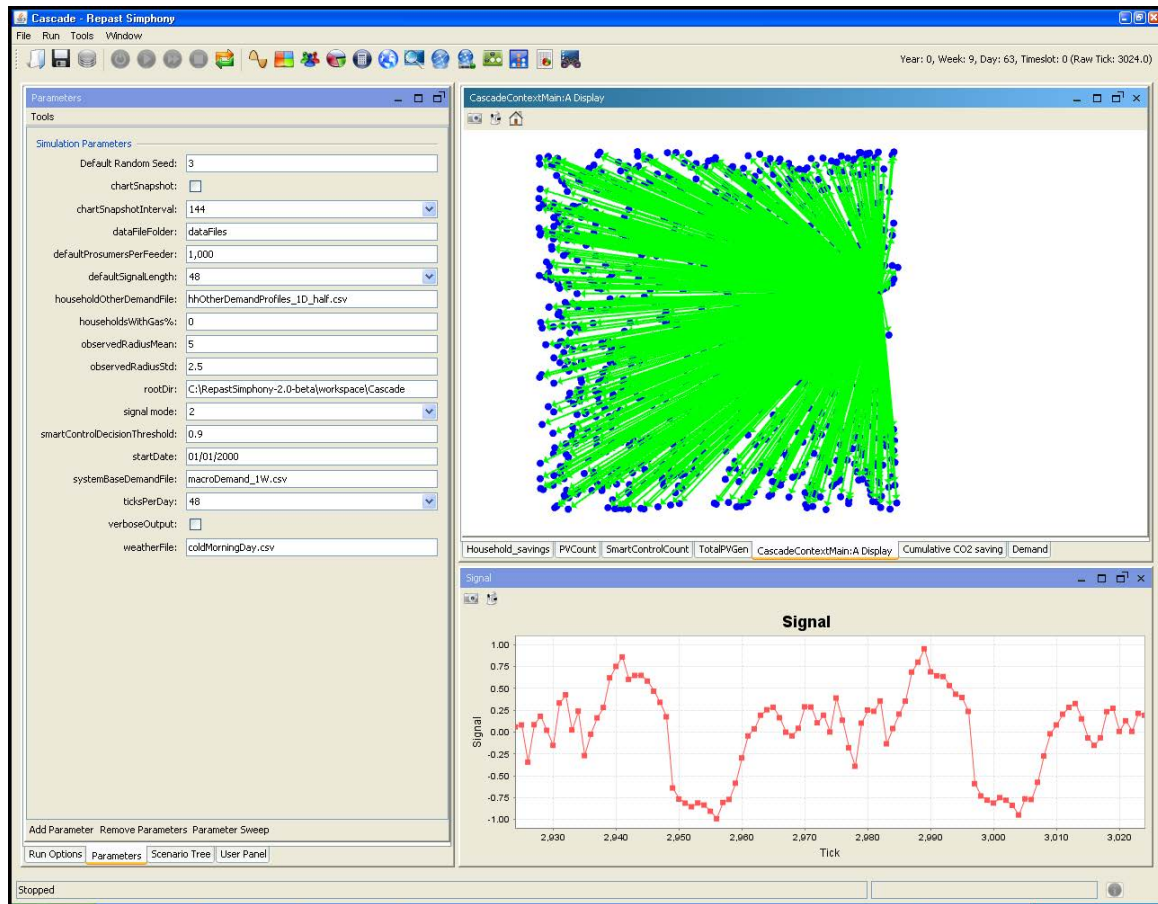 Cascade - Repast Simphony
File Run Tools Window
Year: 0, Week: 9, Day: 63, Timeslot: 0 (Raw Tick: 3024.0)
Parameters
Tools
Simulation Parameters
Default Random Seed: 3
chartSnapshot:
chartSnapshotInterval: 144
dataFileFolder: dataFiles
defaultProsumersPerFeeder: 1,000
defaultSignalLength: 48
householdOtherDemandFile: hhOtherDemandProfiles_1D_half.csv
householdsWithGas%: 0
observedRadiusMean: 5
observedRadiusStd: 2.5
rootDir: C:\RepastSimphony-2.0-beta\workspace\Cascade
signal mode: 2
smartControlDecisionThreshold: 0.9
startDate: 01/01/2000
systemBaseDemandFile: macroDemand_1W.csv
ticksPerDay: 48
verboseOutput:
weatherFile: coldMorningDay.csv
Add Parameter Remove Parameters Parameter Sweep
Run Options Parameters Scenario Tree User Panel
CascadeContextMain:A Display
Household_savings PVCount SmartControlCount TotalPVGen CascadeContextMain:A Display Cumulative CO2 saving Demand
Signal
Signal
1.00
0.75
0.50
0.25
0.00
-0.25
-0.50
-0.75
-1.00
Signal
2,930 2,940 2,950 2,960 2,970 2,980 2,990 3,000 3,010 3,020
Tick
Stopped